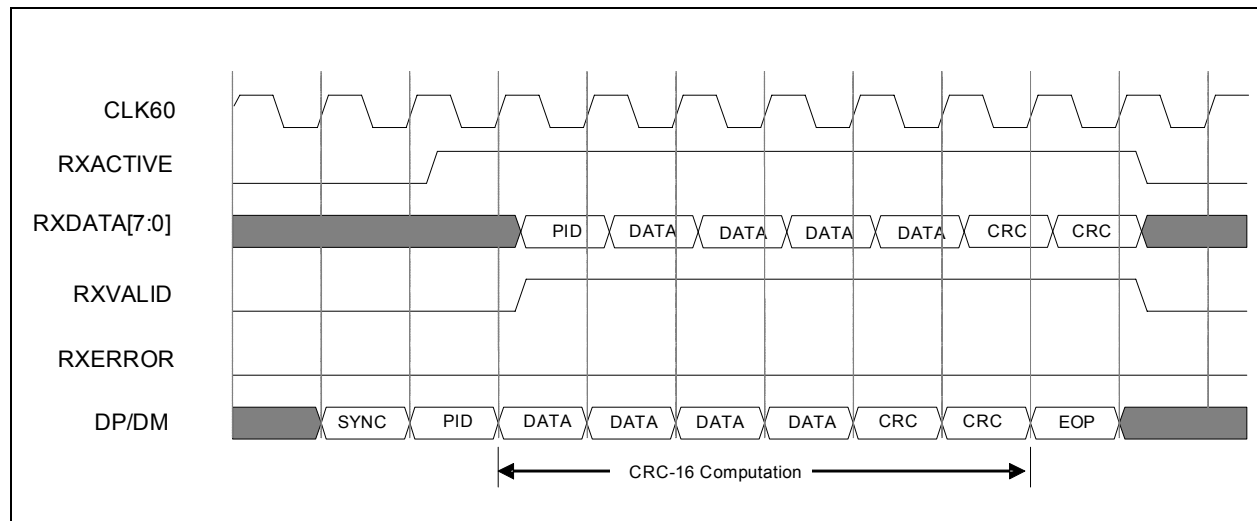 CLK60
RXACTIVE
RXDATA[7:0] PID DATA DATA DATA DATA CRC CRC
RXVALID
RXERROR
DP/DM SYNC PID DATA DATA DATA DATA CRC CRC EOP
CRC-16 Computation